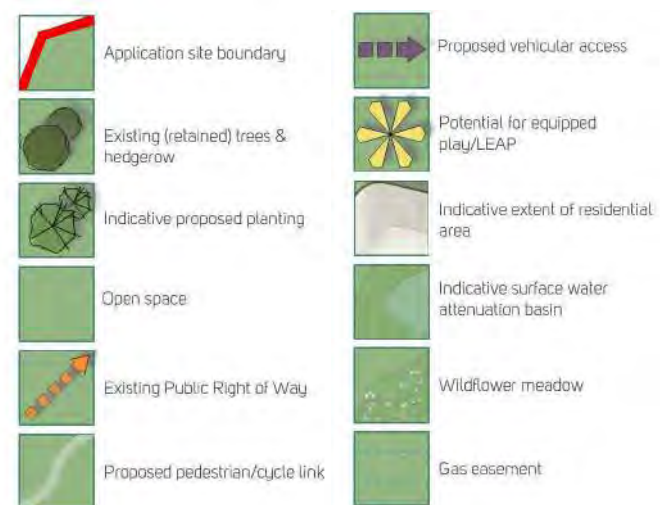 Application site boundary
Existing (retained) trees &
hedgerow
Indicative proposed planting
Open space
Existing Public Right of Way
Proposed pedestrian/cycle link
Proposed vehicular access
Potential for equipped
play/LEAP
Indicative extent of residential
area
Indicative surface water
attenuation basin
Wildflower meadow
Gas easement